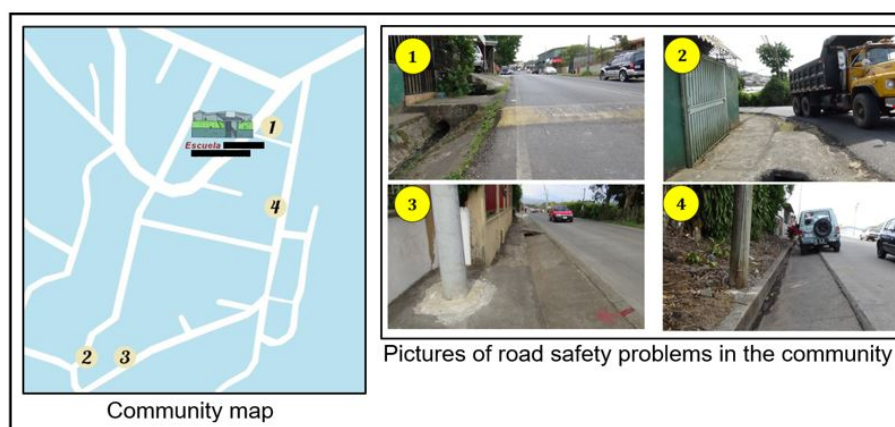 1
2
3
4
Escuela
1
4
2
3
Community map
Pictures of road safety problems in the community